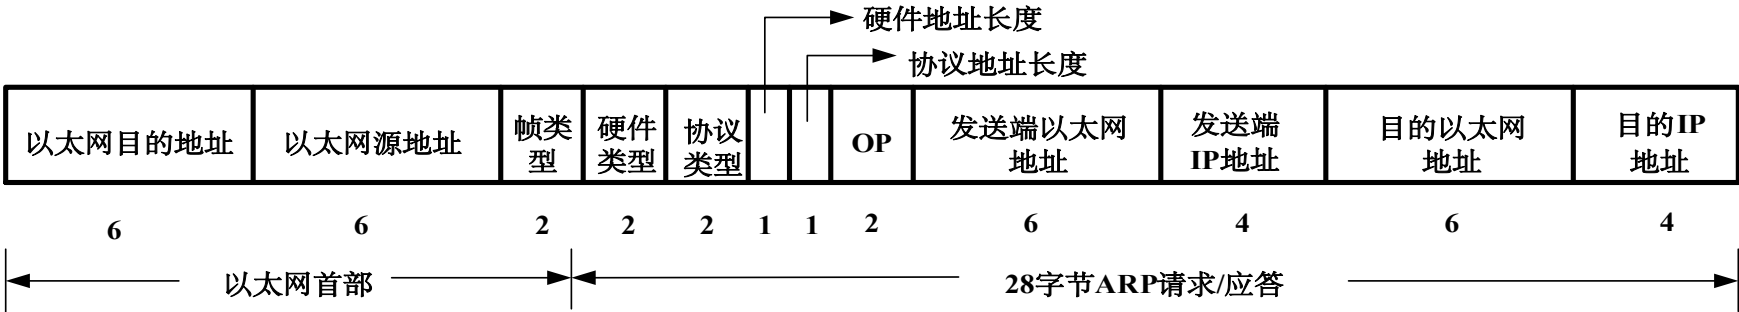 硬件地址长度
协议地址长度
以太网目的地址
以太网源地址
帧类
型
硬件
类型
协议
类型
OP
发送端以太网
地址
发送端
IP地址
目的以太网
地址
目的IP
地址
6 6 2 2 2 1 1 2 6 4 6 4
以太网首部
28字节ARP请求/应答